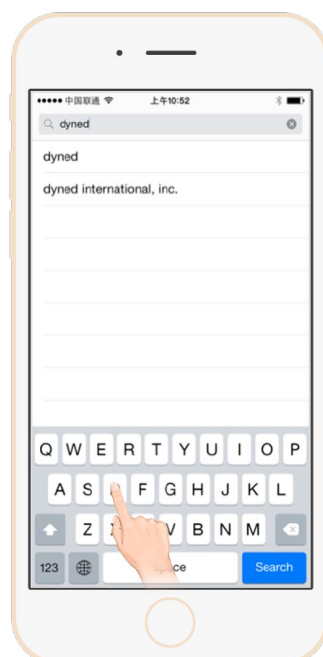 中国联通 上午10:52
dyned
dyned
dyned international, inc.
Q W E R T Y U I O P
A S F G H J K L
Z V B N M
123 Search